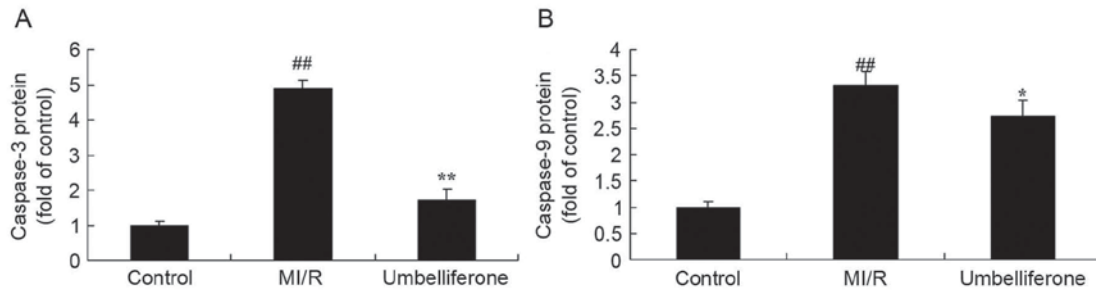 A
Caspase-3 protein
(fold of control)
6
5
4
3
2
1
0
##
**
Control MI/R Umbelliferone
B
Caspase-9 protein
(fold of control)
4
3.5
3
2.5
2
1.5
1
0.5
0
##
*
Control MI/R Umbelliferone